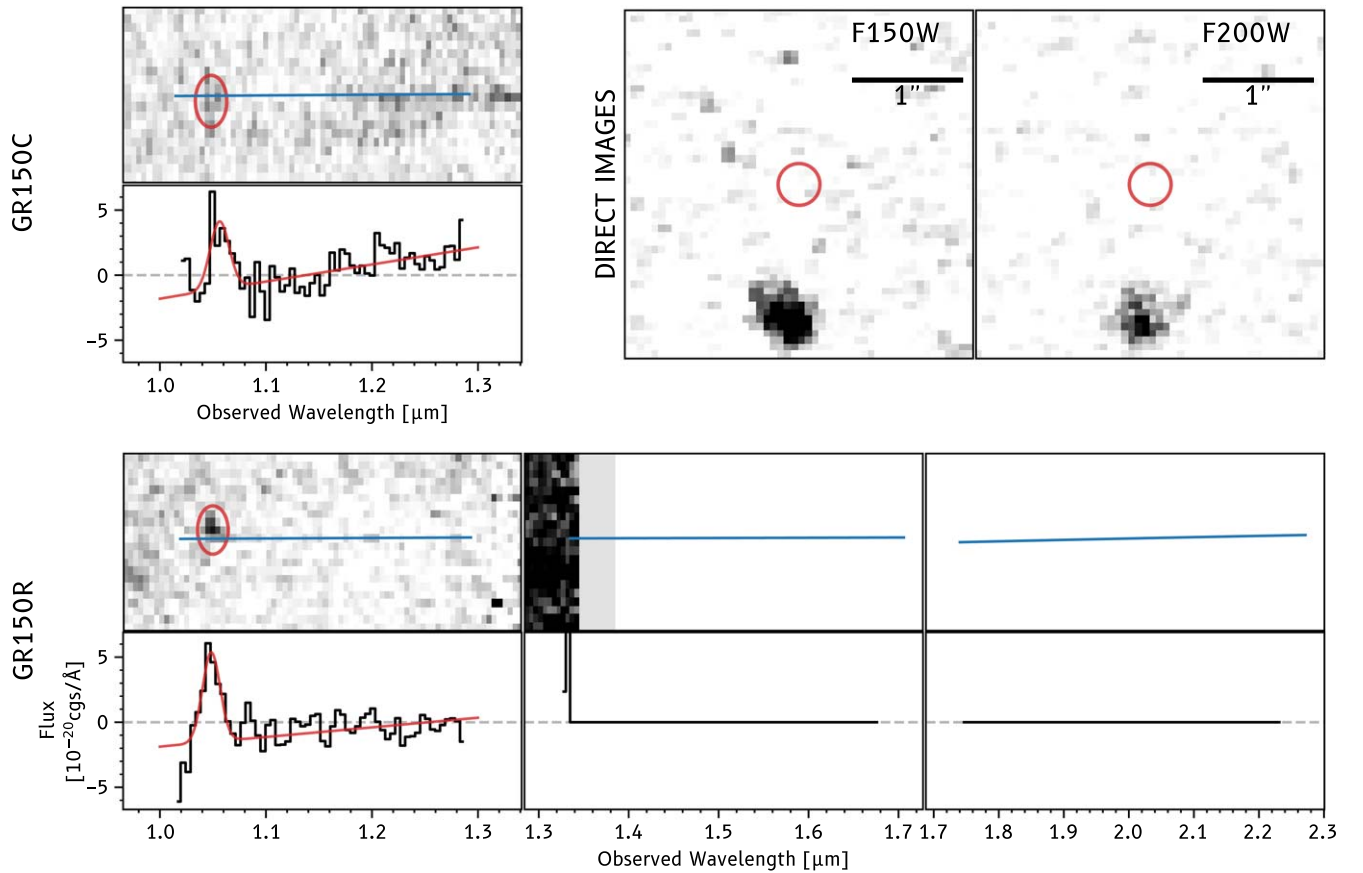 GR150C
5
0
−5
1.0 1.1 1.2 1.3
Observed Wavelength [μm]
DIRECT IMAGES
F150W
1″
F200W
1″
GR150R
Flux
[10⁻²⁰cgs/Å]
5
0
−5
1.0 1.1 1.2 1.3
1.3 1.4 1.5 1.6 1.7
1.7 1.8 1.9 2.0 2.1 2.2 2.3
Observed Wavelength [μm]